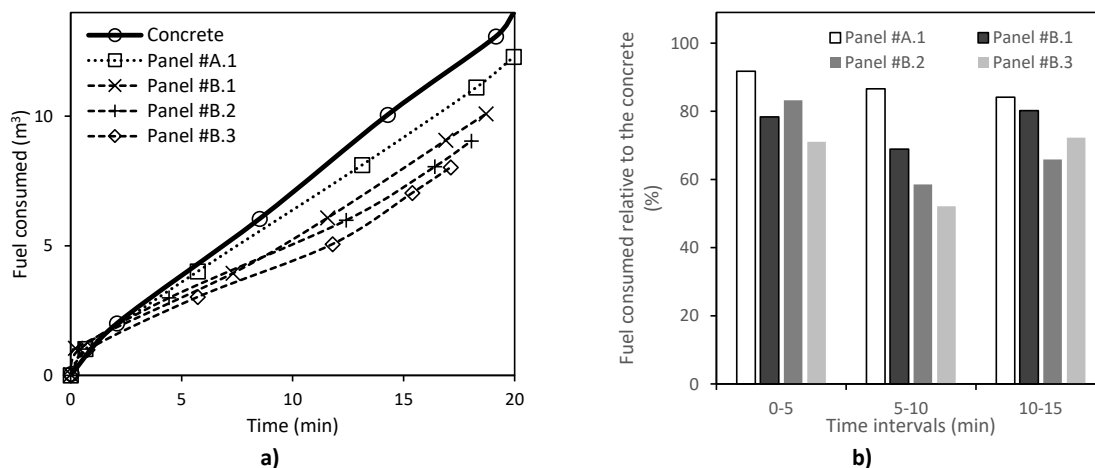 Concrete
Panel #A.1
Panel #B.1
Panel #B.2
Panel #B.3
Fuel consumed (m³)
10
5
0
0 5 10 15 20
Time (min)
a)
Panel #A.1 Panel #B.1
Panel #B.2 Panel #B.3
Fuel consumed relative to the concrete
(%)
100
80
60
40
20
0
0-5 5-10 10-15
Time intervals (min)
b)